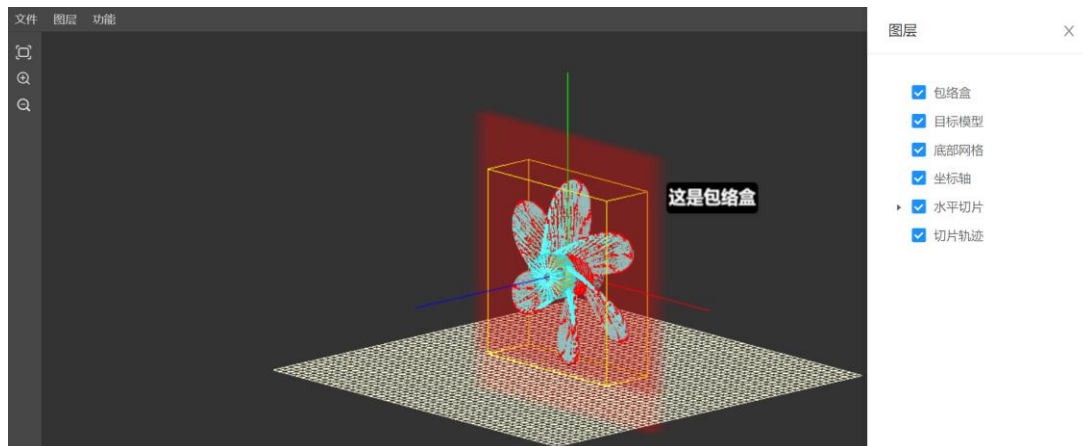 文件 图层 功能
图层
包络盒
目标模型
底部网格
坐标轴
水平切片
切片轨迹
这是包络盒